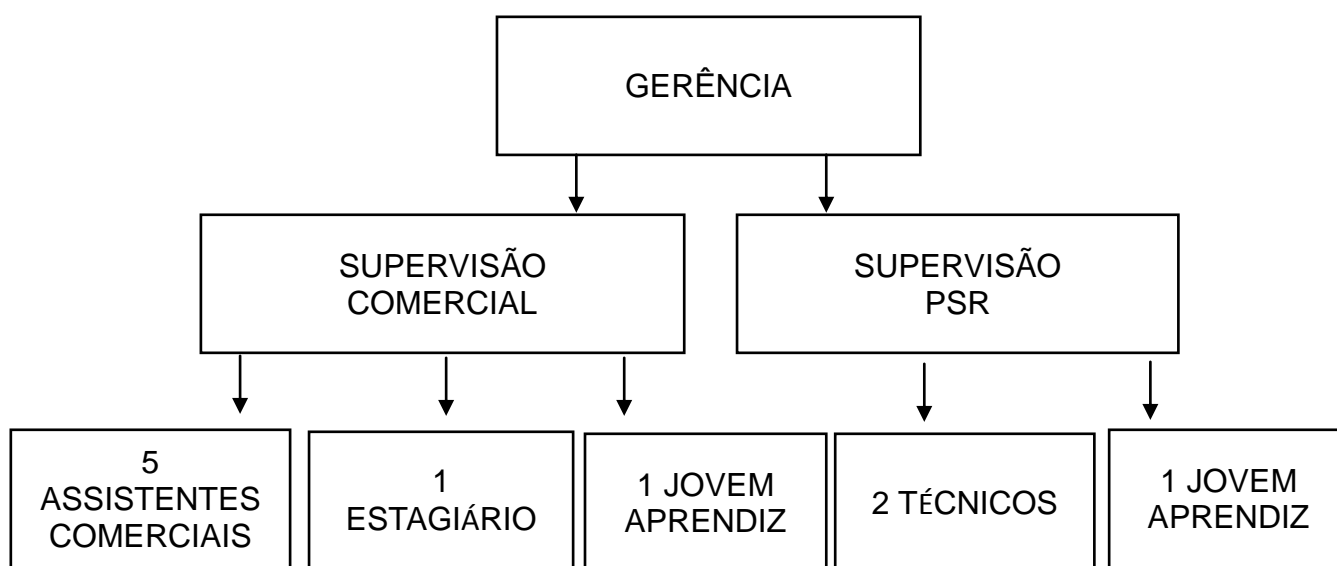 GERÊNCIA
SUPERVISÃO
COMERCIAL
SUPERVISÃO
PSR
5
ASSISTENTES
COMERCIAIS
1
ESTAGIÁRIO
1 JOVEM
APRENDIZ
2 TÉCNICOS
1 JOVEM
APRENDIZ